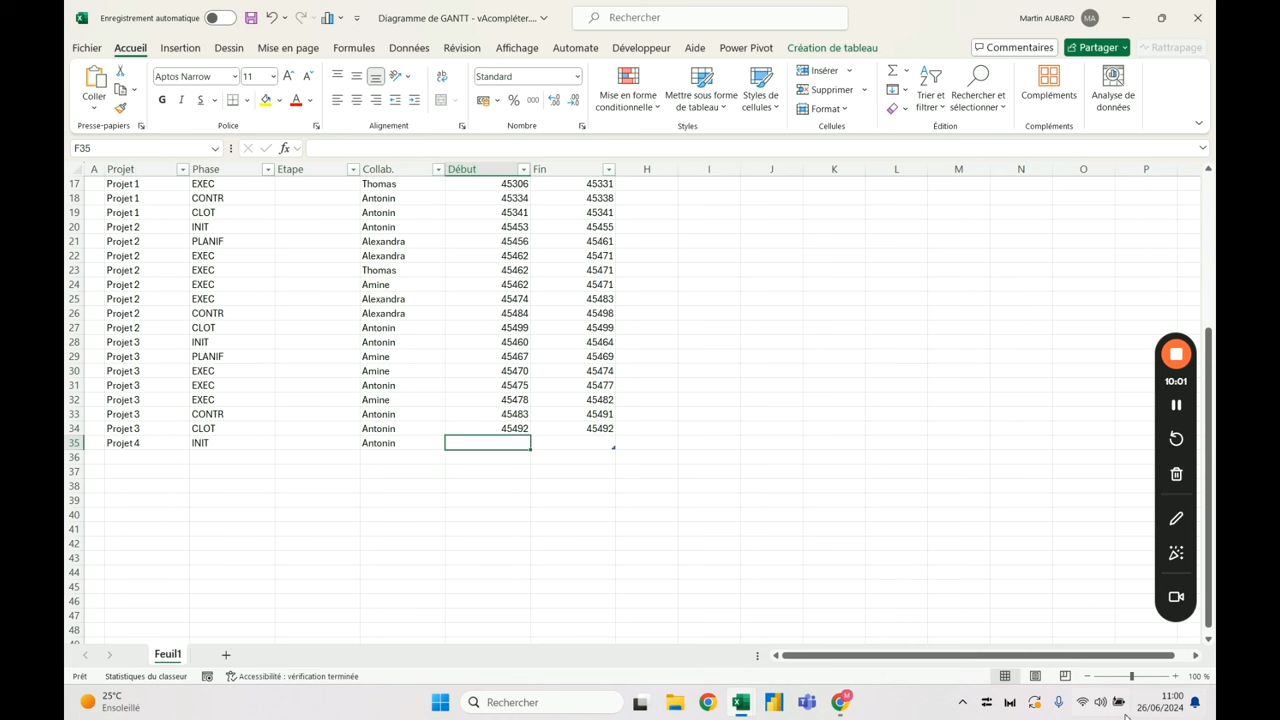 Enregistrement automatique
Diagramme de GANTT - vAcompléter....
Rechercher
Martin AUBARD
MA
Fichier Accueil Insertion Dessin Mise en page Formules Données Révision Affichage Automate Développeur Aide Power Pivot Création de tableau
Commentaires
Partager
Rattrapage
Coller
Aptos Narrow
11
G I S
Standard
% 000
Mise en forme conditionnelle
Mettre sous forme de tableau
Styles de cellules
Insérer
Supprimer
Format
Trier et filtrer
Rechercher et sélectionner
Compléments
Analyse de données
Presse-papiers Police Alignement Nombre Styles Cellules Édition Compléments
F35
fx
A Projet Phase Etape Collab. Début Fin H I J K L M N O P
17 Projet 1 EXEC Thomas 45306 45331
18 Projet 1 CONTR Antonin 45334 45338
19 Projet 1 CLOT Antonin 45341 45341
20 Projet 2 INIT Antonin 45453 45455
21 Projet 2 PLANIF Alexandra 45456 45461
22 Projet 2 EXEC Alexandra 45462 45471
23 Projet 2 EXEC Thomas 45462 45471
24 Projet 2 EXEC Amine 45462 45471
25 Projet 2 EXEC Alexandra 45474 45483
26 Projet 2 CONTR Alexandra 45484 45498
27 Projet 2 CLOT Antonin 45499 45499
28 Projet 3 INIT Antonin 45460 45464
29 Projet 3 PLANIF Amine 45467 45469
30 Projet 3 EXEC Amine 45470 45474
31 Projet 3 EXEC Antonin 45475 45477
32 Projet 3 EXEC Amine 45478 45482
33 Projet 3 CONTR Antonin 45483 45491
34 Projet 3 CLOT Antonin 45492 45492
35 Projet 4 INIT Antonin
36
37
38
39
40
41
42
43
44
45
46
47
48
10:01
Feuil1
Prêt Statistiques du classeur Accessibilité : vérification terminée
100 %
25°C
Ensoleillé
Rechercher
11:00
26/06/2024